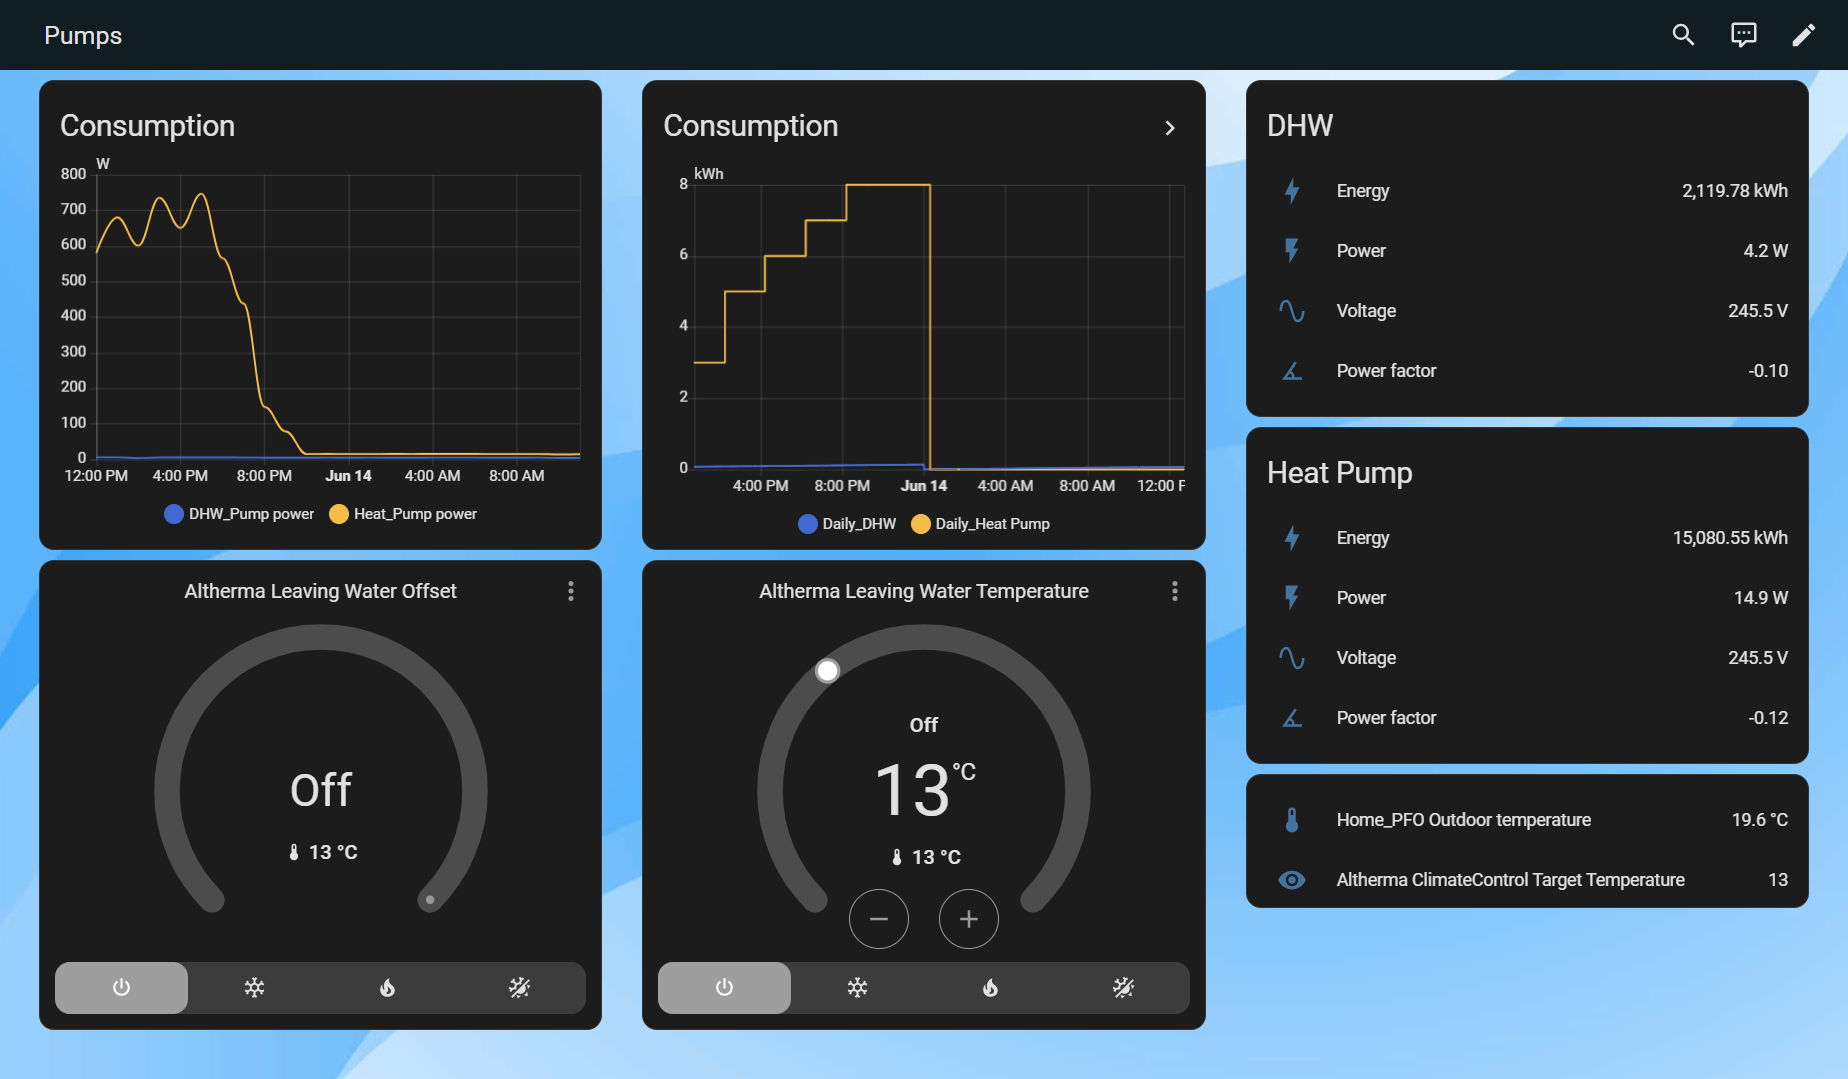 Pumps
Consumption
W
800
700
600
500
400
300
200
100
0
12:00 PM 4:00 PM 8:00 PM Jun 14 4:00 AM 8:00 AM
DHW_Pump power Heat_Pump power
Consumption
kWh
8
6
4
2
0
4:00 PM 8:00 PM Jun 14 4:00 AM 8:00 AM 12:00 P
Daily_DHW Daily_Heat Pump
DHW
Energy 2,119.78 kWh
Power 4.2 W
Voltage 245.5 V
Power factor -0.10
Heat Pump
Energy 15,080.55 kWh
Power 14.9 W
Voltage 245.5 V
Power factor -0.12
Home_PFO Outdoor temperature 19.6 °C
Altherma ClimateControl Target Temperature 13
Altherma Leaving Water Offset
Off
13 °C
Altherma Leaving Water Temperature
Off
13 °C
13 °C